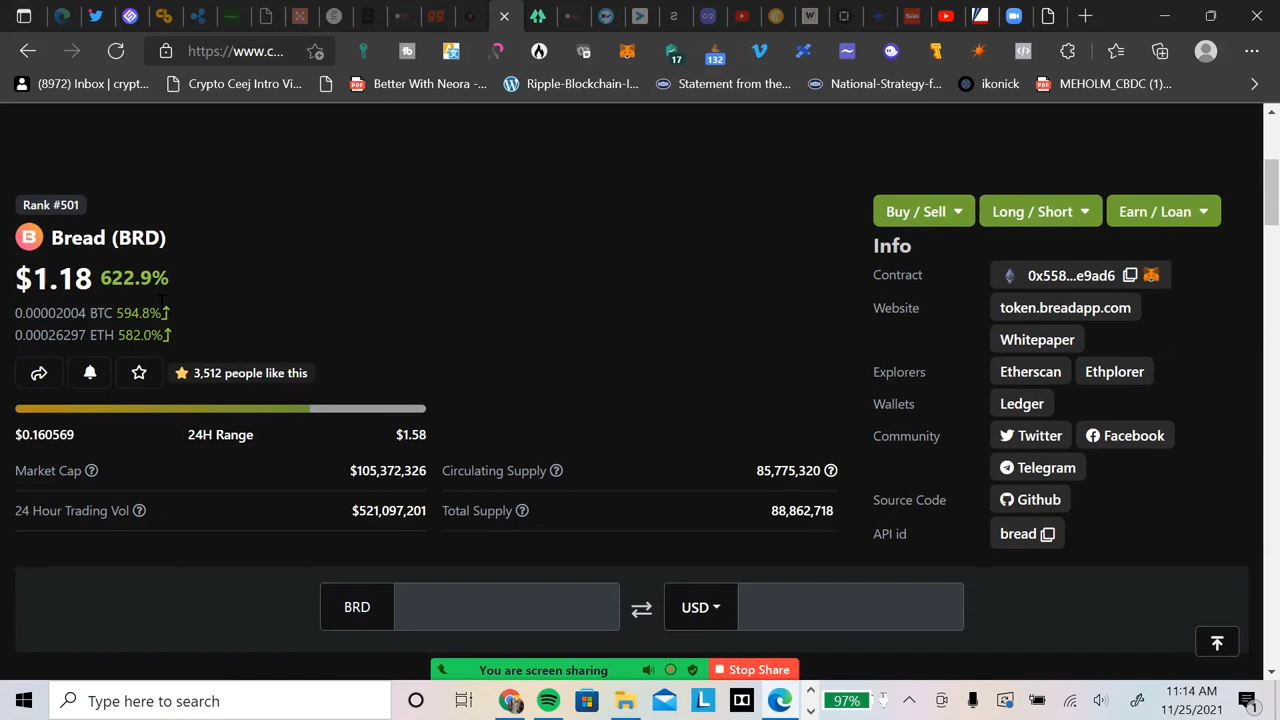 https://www.c...
17
132
(8972) Inbox | crypt...
Crypto Ceej Intro Vi...
Better With Neora -...
Ripple-Blockchain-I...
Statement from the...
National-Strategy-f...
ikonick
MEHOLM_CBDC (1)...
Rank #501
Bread (BRD)
$1.18 622.9%
0.00002004 BTC 594.8%
0.00026297 ETH 582.0%
3,512 people like this
$0.160569 24H Range $1.58
Market Cap $105,372,326
Circulating Supply 85,775,320
24 Hour Trading Vol $521,097,201
Total Supply 88,862,718
Buy / Sell Long / Short Earn / Loan
Info
Contract 0x558...e9ad6
Website token.breadapp.com
Whitepaper
Explorers Etherscan Ethplorer
Wallets Ledger
Community Twitter Facebook
Telegram
Source Code Github
API id bread
BRD USD
You are screen sharing Stop Share
Type here to search
97%
11:14 AM
11/25/2021